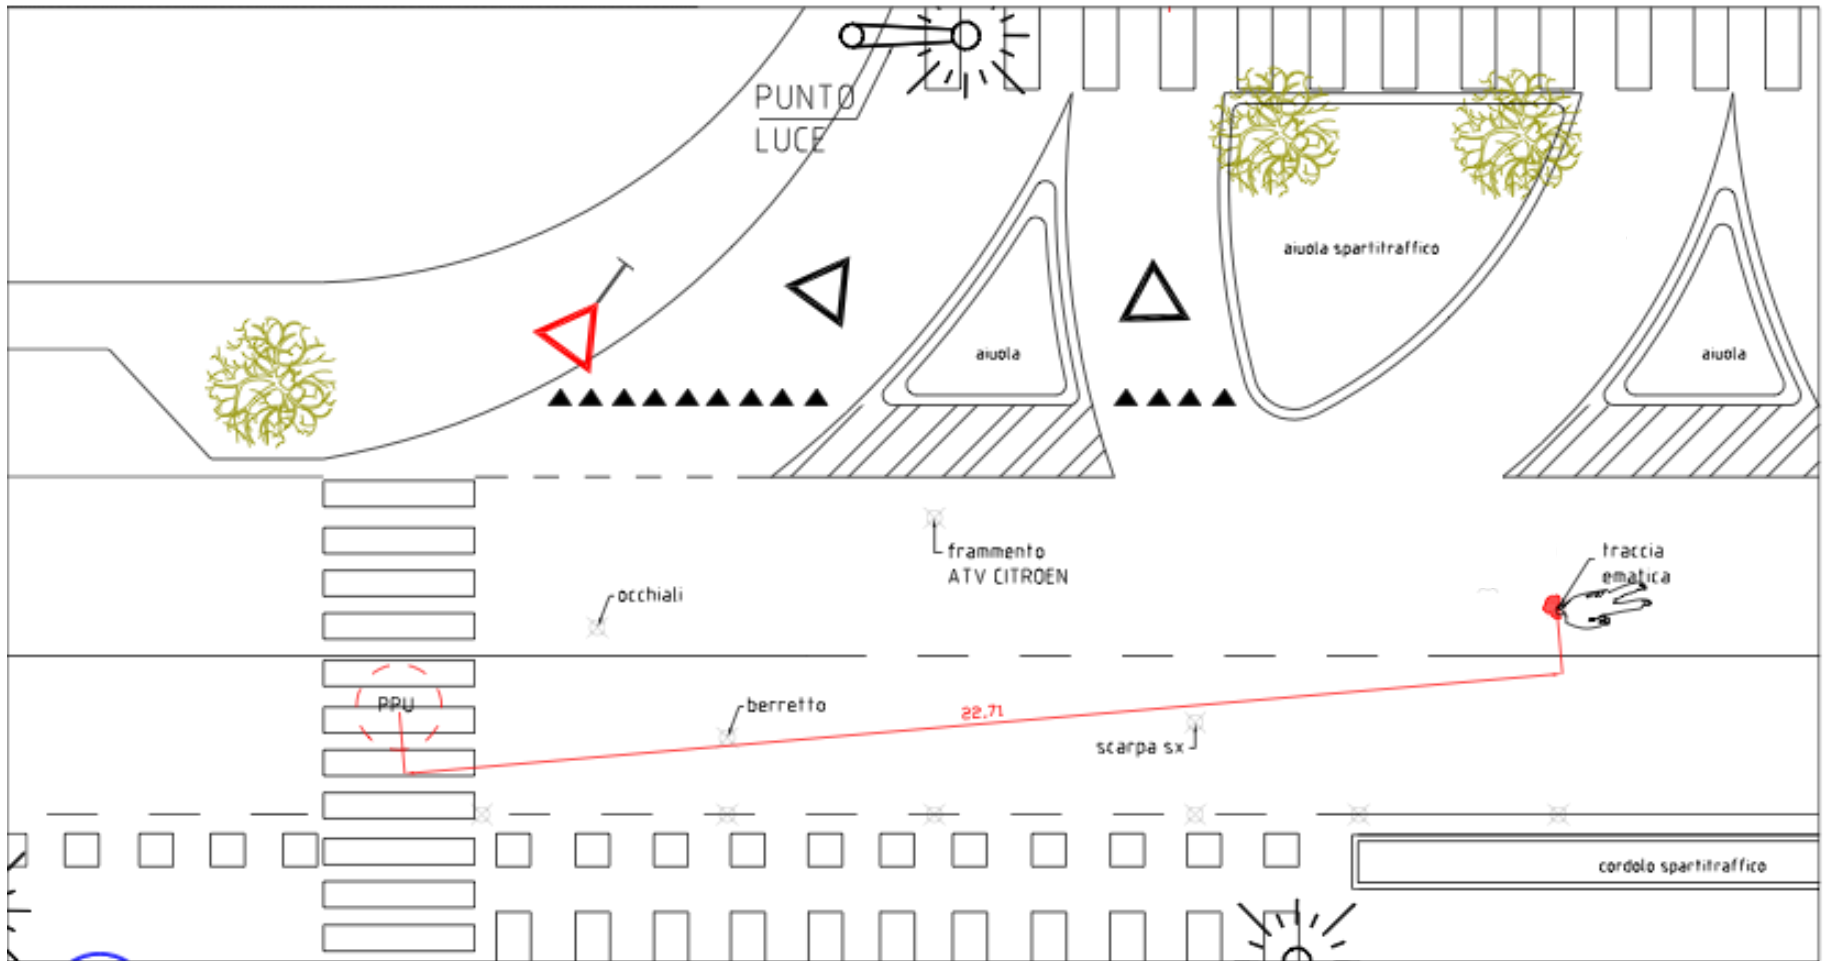 PUNTO
LUCE
aiuola spartitraffico
aiuola
aiuola
frammento
ATV CITROEN
traccia
ematica
occhiali
PPU
berretto
22.71
scarpa sx
cordolo spartitraffico